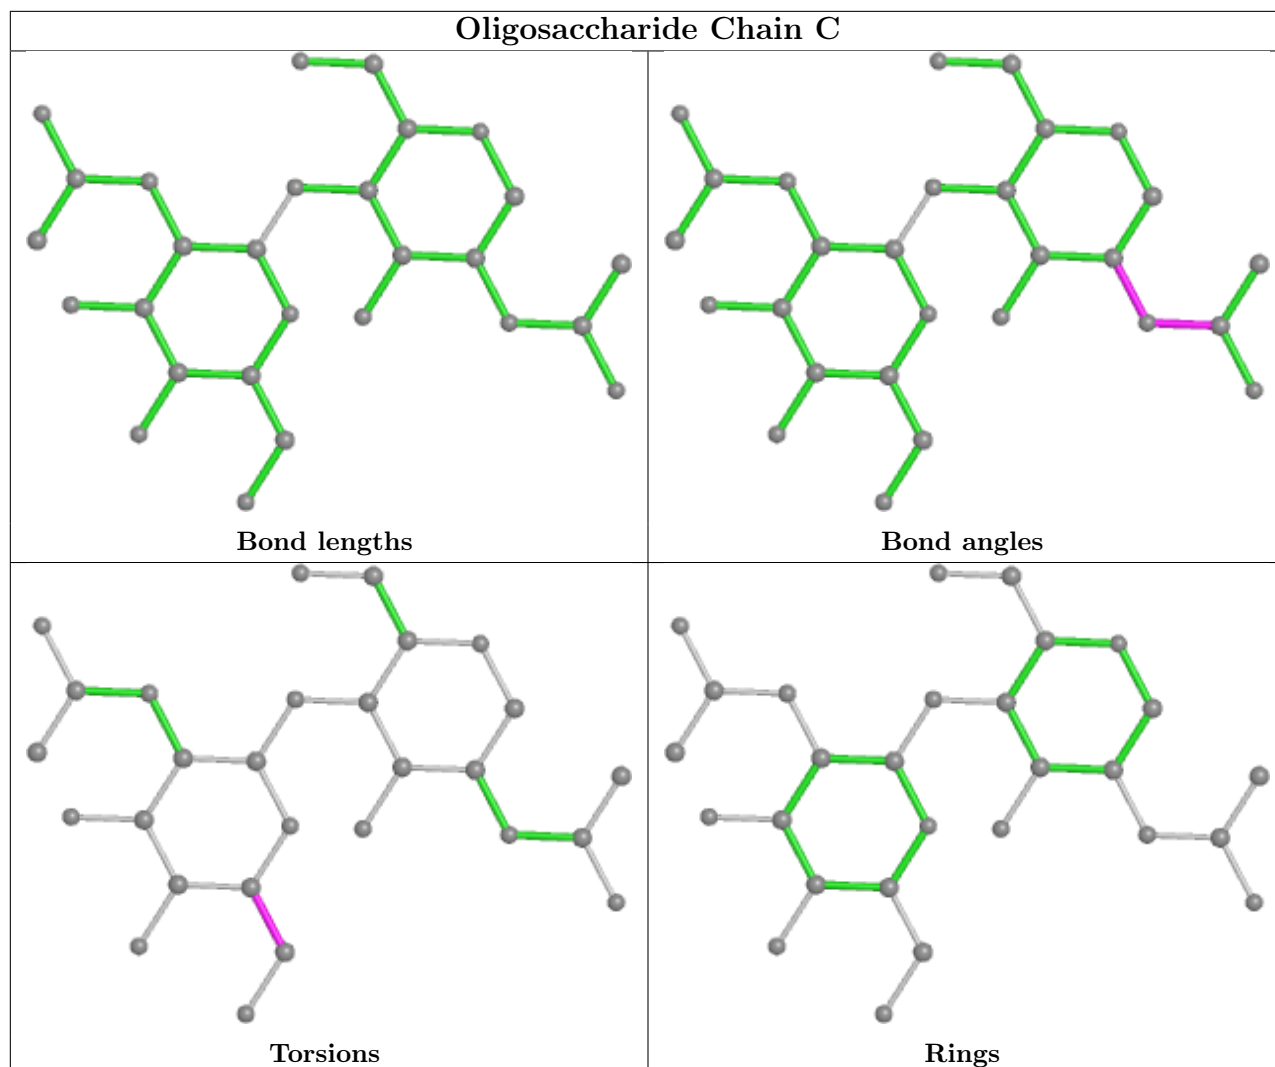 Oligosaccharide Chain C
Bond lengths
Bond angles
Torsions
Rings